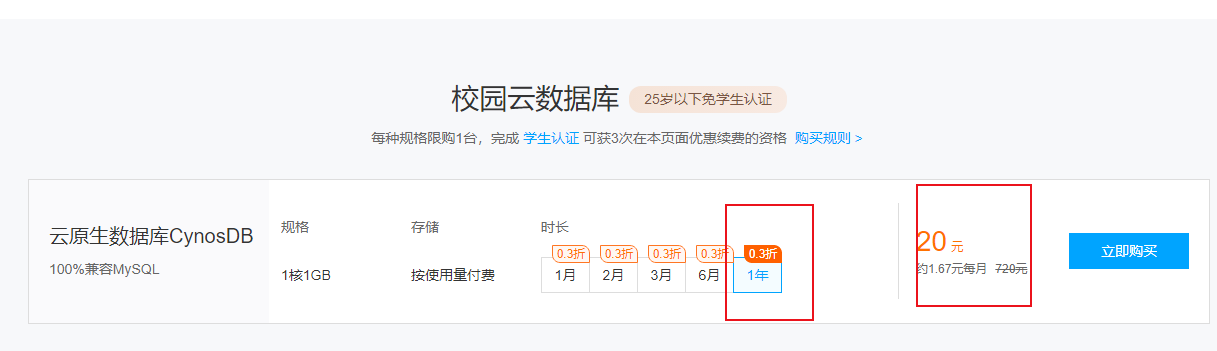 校园云数据库 25岁以下免学生认证
每种规格限购1台，完成 学生认证 可获3次在本页面优惠续费的资格 购买规则 >
云原生数据库CynosDB
100%兼容MySQL
规格
1核1GB
存储
按使用量付费
时长
0.3折 0.3折 0.3折 0.3折 0.3折
1月 2月 3月 6月 1年
20 元
约1.67元每月 720元
立即购买